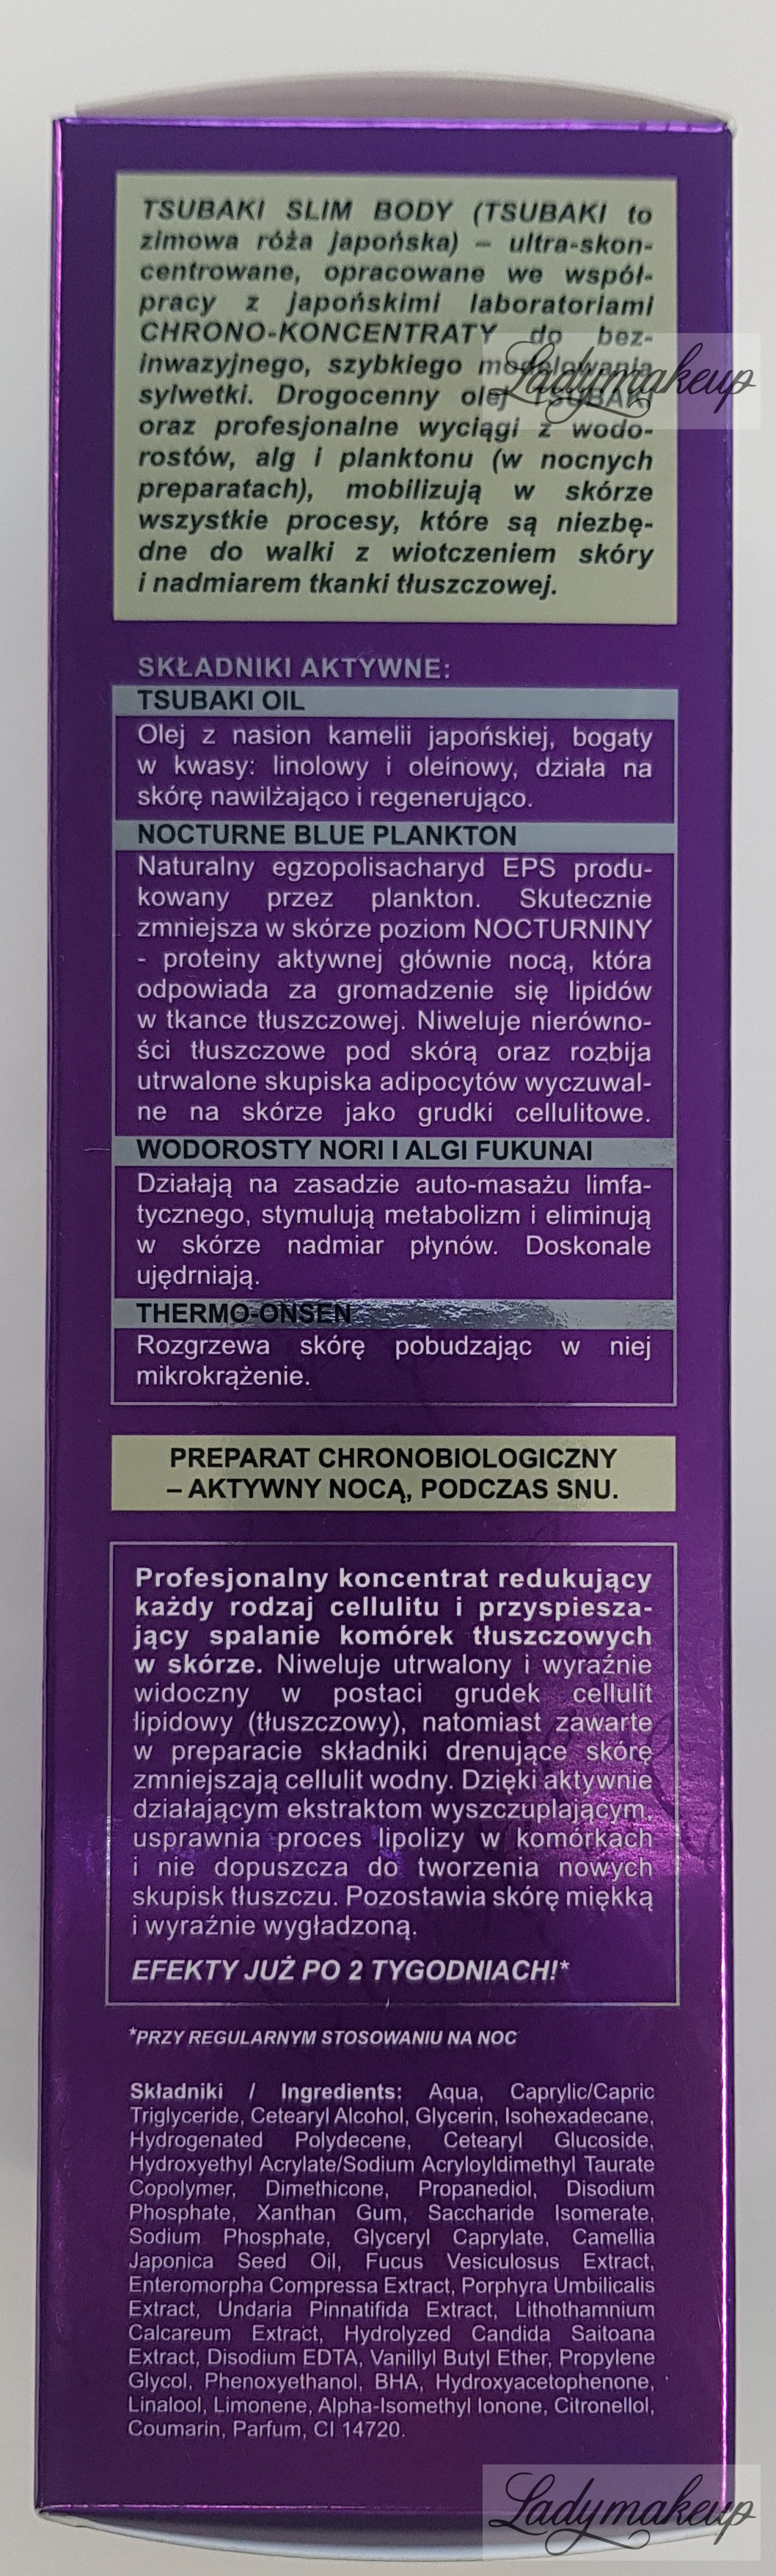 TSUBAKI SLIM BODY (TSUBAKI to
zimowa róża japońska) – ultra-skon-
centrowane, opracowane we współ-
pracy z japońskimi laboratoriami
CHRONO-KONCENTRATY do bez-
inwazyjnego, szybkiego modelowania
sylwetki. Drogocenny olej TSUBAKI
oraz profesjonalne wyciągi z wodo-
rostów, alg i planktonu (w nocnych
preparatach), mobilizują w skórze
wszystkie procesy, które są niezbę-
dne do walki z wiotczeniem skóry
i nadmiarem tkanki tłuszczowej.
Ladymakeup
SKŁADNIKI AKTYWNE:
TSUBAKI OIL
Olej z nasion kamelii japońskiej, bogaty
w kwasy: linolowy i oleinowy, działa na
skórę nawilżająco i regenerująco.
NOCTURNE BLUE PLANKTON
Naturalny egzopolisacharyd EPS produ-
kowany przez plankton. Skutecznie
zmniejsza w skórze poziom NOCTURNINY
- proteiny aktywnej głównie nocą, która
odpowiada za gromadzenie się lipidów
w tkance tłuszczowej. Niweluje nierówno-
ści tłuszczowe pod skórą oraz rozbija
utrwalone skupiska adipocytów wyczuwal-
ne na skórze jako grudki cellulitowe.
WODOROSTY NORI I ALGI FUKUNAI
Działają na zasadzie auto-masażu limfa-
tycznego, stymulują metabolizm i eliminują
w skórze nadmiar płynów. Doskonale
ujędrniają.
THERMO-ONSEN
Rozgrzewa skórę pobudzając w niej
mikrokrążenie.
PREPARAT CHRONOBIOLOGICZNY
– AKTYWNY NOCĄ, PODCZAS SNU.
Profesjonalny koncentrat redukujący
każdy rodzaj cellulitu i przyspiesza-
jący spalanie komórek tłuszczowych
w skórze. Niweluje utrwalony i wyraźnie
widoczny w postaci grudek cellulit
lipidowy (tłuszczowy), natomiast zawarte
w preparacie składniki drenujące skórę
zmniejszają cellulit wodny. Dzięki aktywnie
działającym ekstraktom wyszczuplającym,
usprawnia proces lipolizy w komórkach
i nie dopuszcza do tworzenia nowych
skupisk tłuszczu. Pozostawia skórę miękką
i wyraźnie wygładzoną.
EFEKTY JUŻ PO 2 TYGODNIACH!*
*PRZY REGULARNYM STOSOWANIU NA NOC
Składniki / Ingredients: Aqua, Caprylic/Capric
Triglyceride, Cetearyl Alcohol, Glycerin, Isohexadecane,
Hydrogenated Polydecene, Cetearyl Glucoside,
Hydroxyethyl Acrylate/Sodium Acryloyldimethyl Taurate
Copolymer, Dimethicone, Propanediol, Disodium
Phosphate, Xanthan Gum, Saccharide Isomerate,
Sodium Phosphate, Glyceryl Caprylate, Camellia
Japonica Seed Oil, Fucus Vesiculosus Extract,
Enteromorpha Compressa Extract, Porphyra Umbilicalis
Extract, Undaria Pinnatifida Extract, Lithothamnium
Calcareum Extract, Hydrolyzed Candida Saitoana
Extract, Disodium EDTA, Vanillyl Butyl Ether, Propylene
Glycol, Phenoxyethanol, BHA, Hydroxyacetophenone,
Linalool, Limonene, Alpha-Isomethyl Ionone, Citronellol,
Coumarin, Parfum, CI 14720.
Ladymakeup